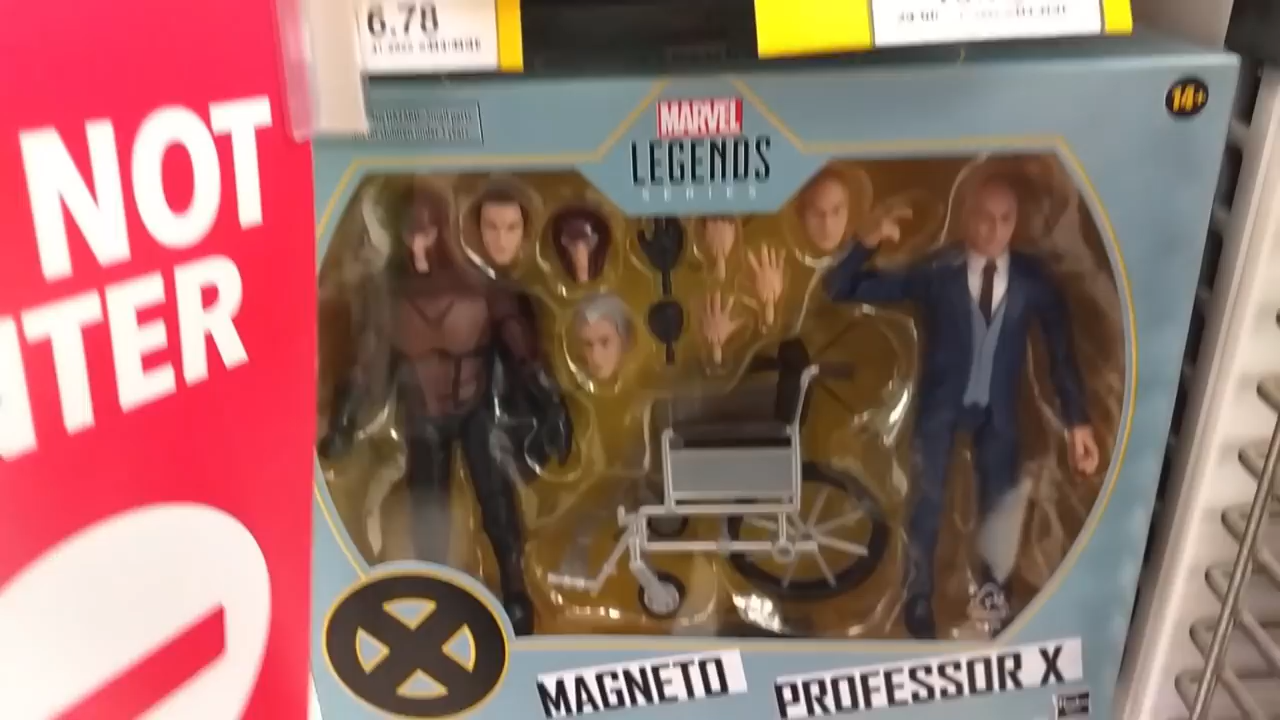 6.78
NOT
NTER
MARVEL
LEGENDS
SERIES
14+
MAGNETO
PROFESSOR X